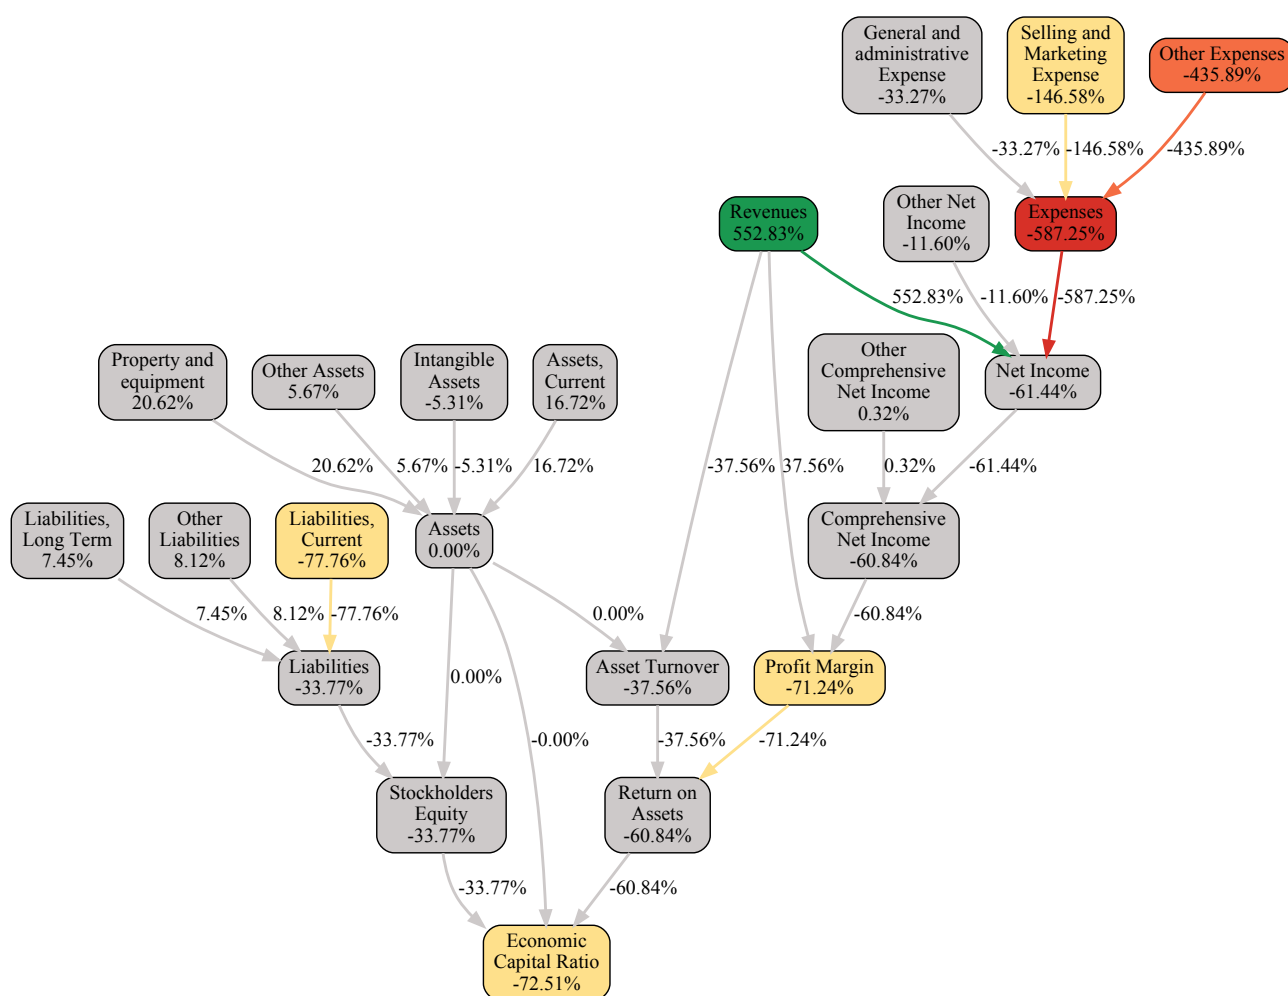 General and
administrative
Expense
-33.27%
Selling and
Marketing
Expense
-146.58%
Other Expenses
-435.89%
-33.27%
-146.58%
-435.89%
Revenues
552.83%
Other Net
Income
-11.60%
Expenses
-587.25%
552.83%
-11.60%
-587.25%
Property and
equipment
20.62%
Other Assets
5.67%
Intangible
Assets
-5.31%
Assets,
Current
16.72%
Other
Comprehensive
Net Income
0.32%
Net Income
-61.44%
20.62%
5.67%
-5.31%
16.72%
-37.56%
37.56%
0.32%
-61.44%
Liabilities,
Long Term
7.45%
Other
Liabilities
8.12%
Liabilities,
Current
-77.76%
Assets
0.00%
Comprehensive
Net Income
-60.84%
7.45%
8.12%
-77.76%
0.00%
-60.84%
Liabilities
-33.77%
0.00%
Asset Turnover
-37.56%
Profit Margin
-71.24%
-33.77%
-0.00%
-37.56%
-71.24%
Stockholders
Equity
-33.77%
Return on
Assets
-60.84%
-33.77%
-60.84%
Economic
Capital Ratio
-72.51%